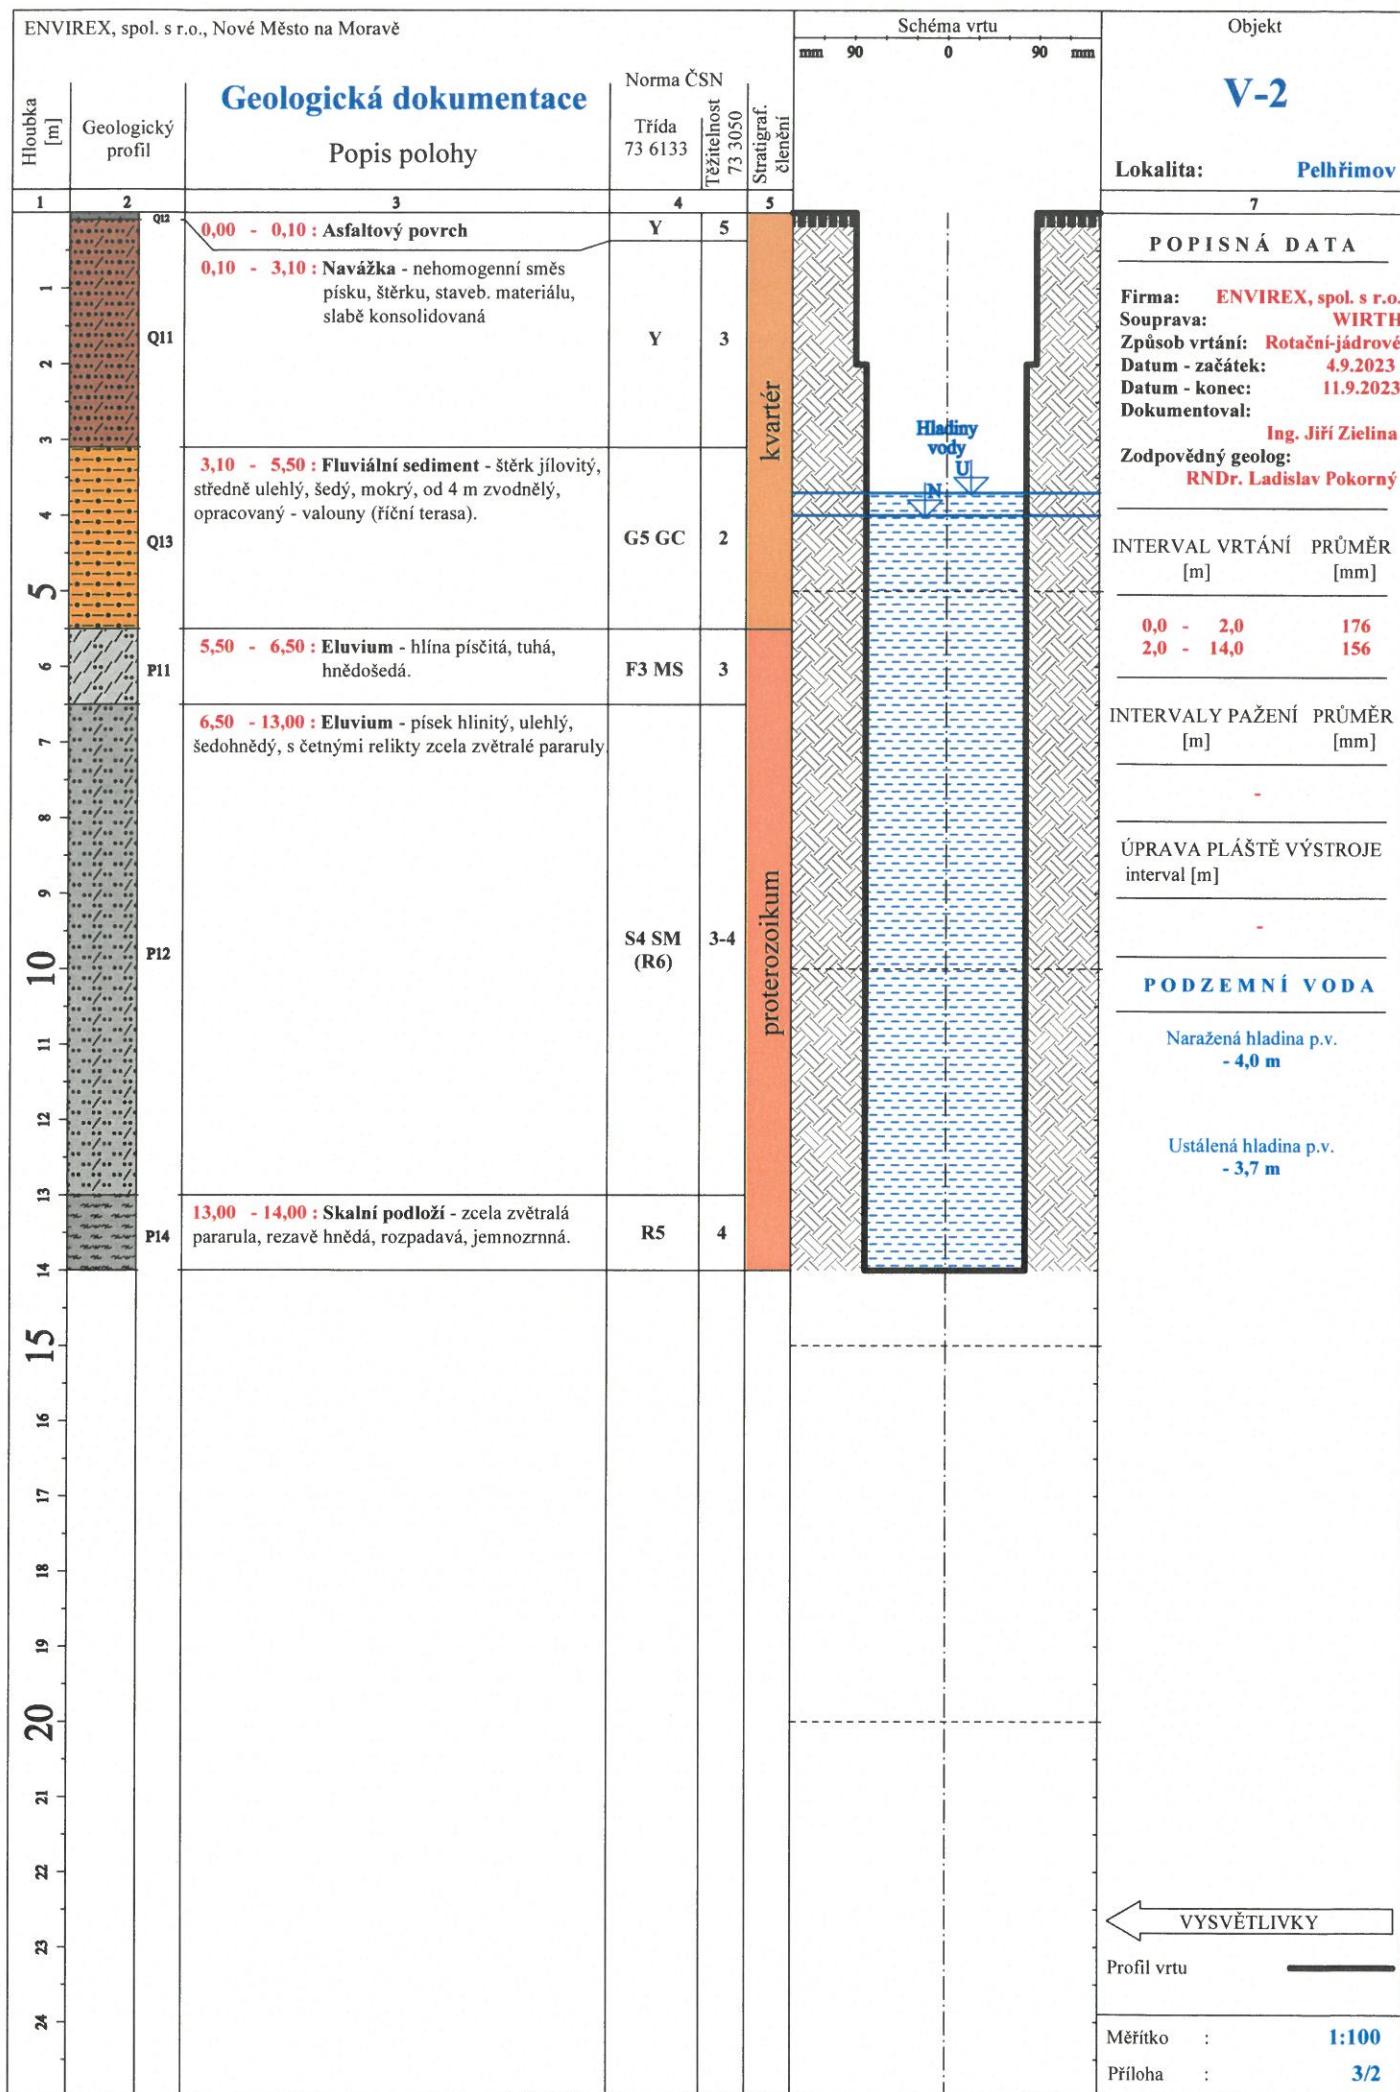 ENVIREX, spol. s r.o., Nové Město na Moravě
Schéma vrtu
mm 90 0 90 mm
Objekt
V-2
Lokalita: Pelhřimov
Hloubka [m]
Geologický profil
Geologická dokumentace
Popis polohy
Norma ČSN
Třída 73 6133
Těžitelnost 73 3050
Stratigraf. členění
1 2 3 4 5 7
Q12
0,00 - 0,10 : Asfaltový povrch
Y 5
0,10 - 3,10 : Navážka - nehomogenní směs
písku, štěrku, staveb. materiálu,
slabě konsolidovaná
Q11
Y 3
3,10 - 5,50 : Fluviální sediment - štěrk jílovitý,
středně ulehlý, šedý, mokrý, od 4 m zvodnělý,
opracovaný - valouny (říční terasa).
Q13
G5 GC 2
5,50 - 6,50 : Eluvium - hlína písčitá, tuhá,
hnědošedá.
P11
F3 MS 3
6,50 - 13,00 : Eluvium - písek hlinitý, ulehlý,
šedohnědý, s četnými relikty zcela zvětralé pararuly.
P12
S4 SM 3-4
(R6)
13,00 - 14,00 : Skalní podloží - zcela zvětralá
pararula, rezavě hnědá, rozpadavá, jemnozrnná.
P14
R5 4
kvartér
proterozoikum
1
2
3
4
5
6
7
8
9
10
11
12
13
14
15
16
17
18
19
20
21
22
23
24
Hladiny
vody
U
N
POPISNÁ DATA
Firma: ENVIREX, spol. s r.o.
Souprava: WIRTH
Způsob vrtání: Rotační-jádrové
Datum - začátek: 4.9.2023
Datum - konec: 11.9.2023
Dokumentoval:
Ing. Jiří Zielina
Zodpovědný geolog:
RNDr. Ladislav Pokorný
INTERVAL VRTÁNÍ PRŮMĚR
[m] [mm]
0,0 - 2,0 176
2,0 - 14,0 156
INTERVALY PAŽENÍ PRŮMĚR
[m] [mm]
-
ÚPRAVA PLÁŠTĚ VÝSTROJE
interval [m]
-
PODZEMNÍ VODA
Naražená hladina p.v.
- 4,0 m
Ustálená hladina p.v.
- 3,7 m
VYSVĚTLIVKY
Profil vrtu
Měřítko : 1:100
Příloha : 3/2